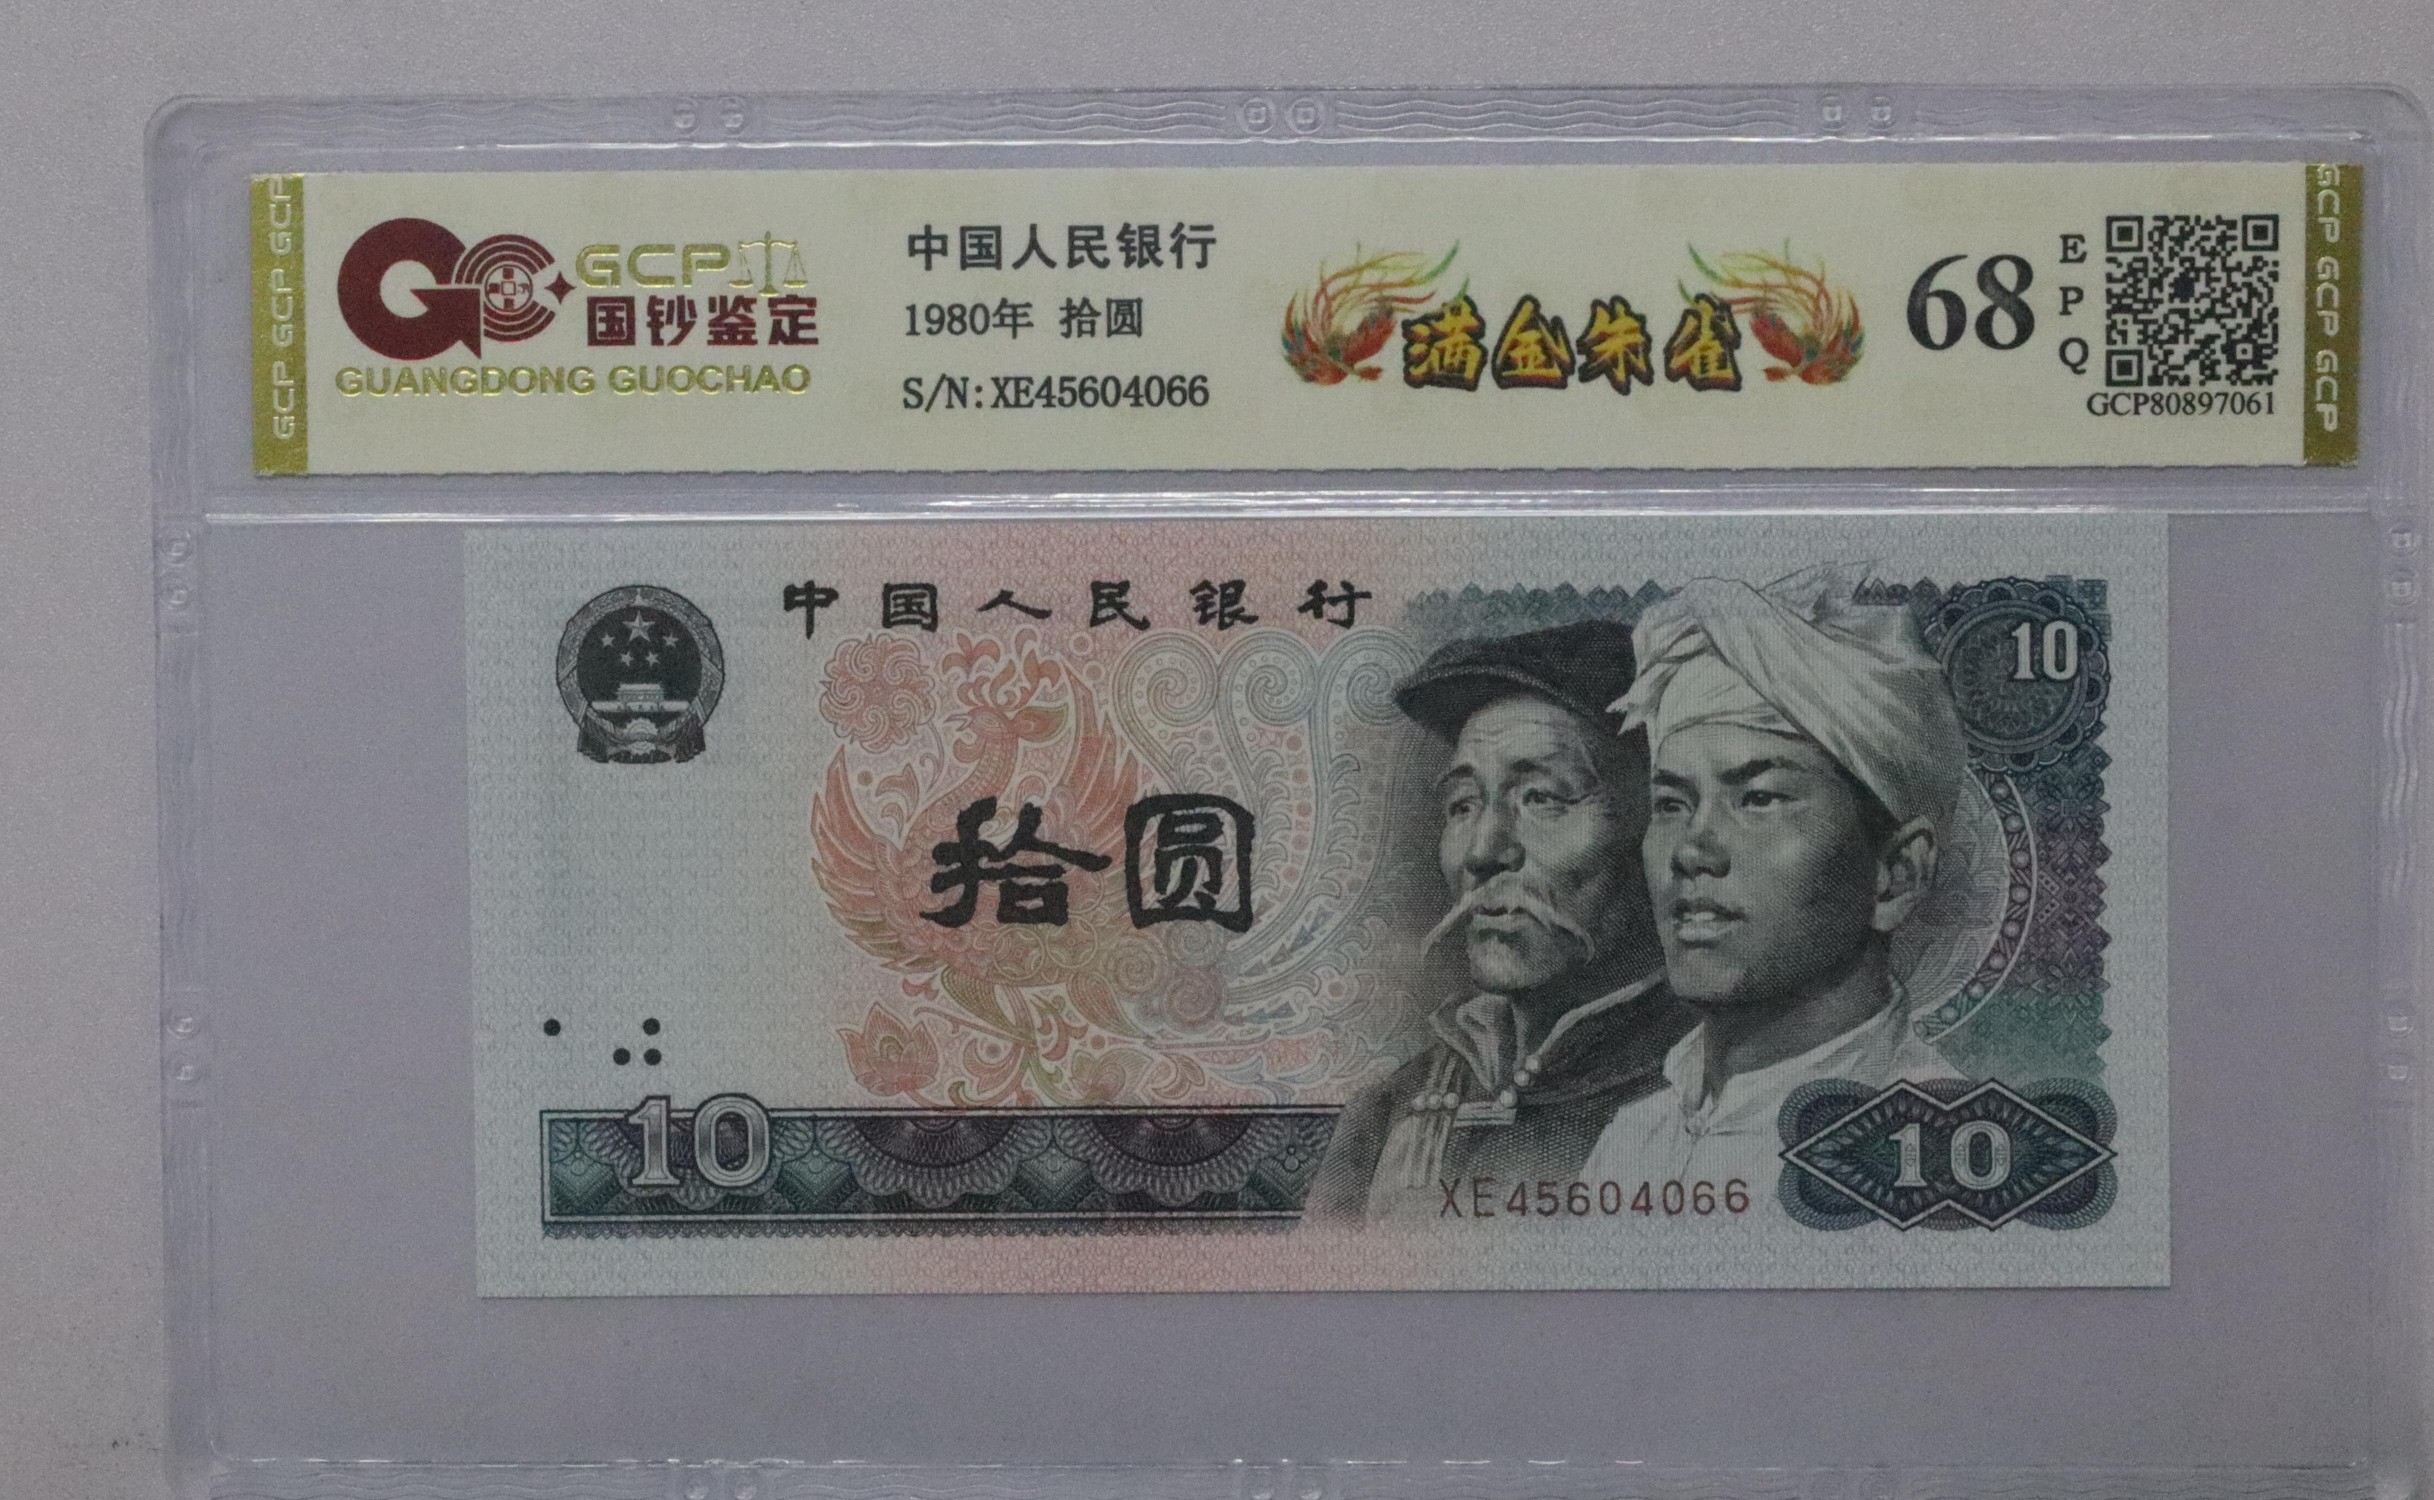 GCP GCP GCP
GCP
国钞鉴定
GUANGDONG GUOCHAO
中国人民银行
1980年 拾圆
S/N:XE45604066
满金朱雀
68
E
P
Q
GCP80897061
GCP GCP GCP
中国人民银行
10
拾圆
10
XE45604066
10